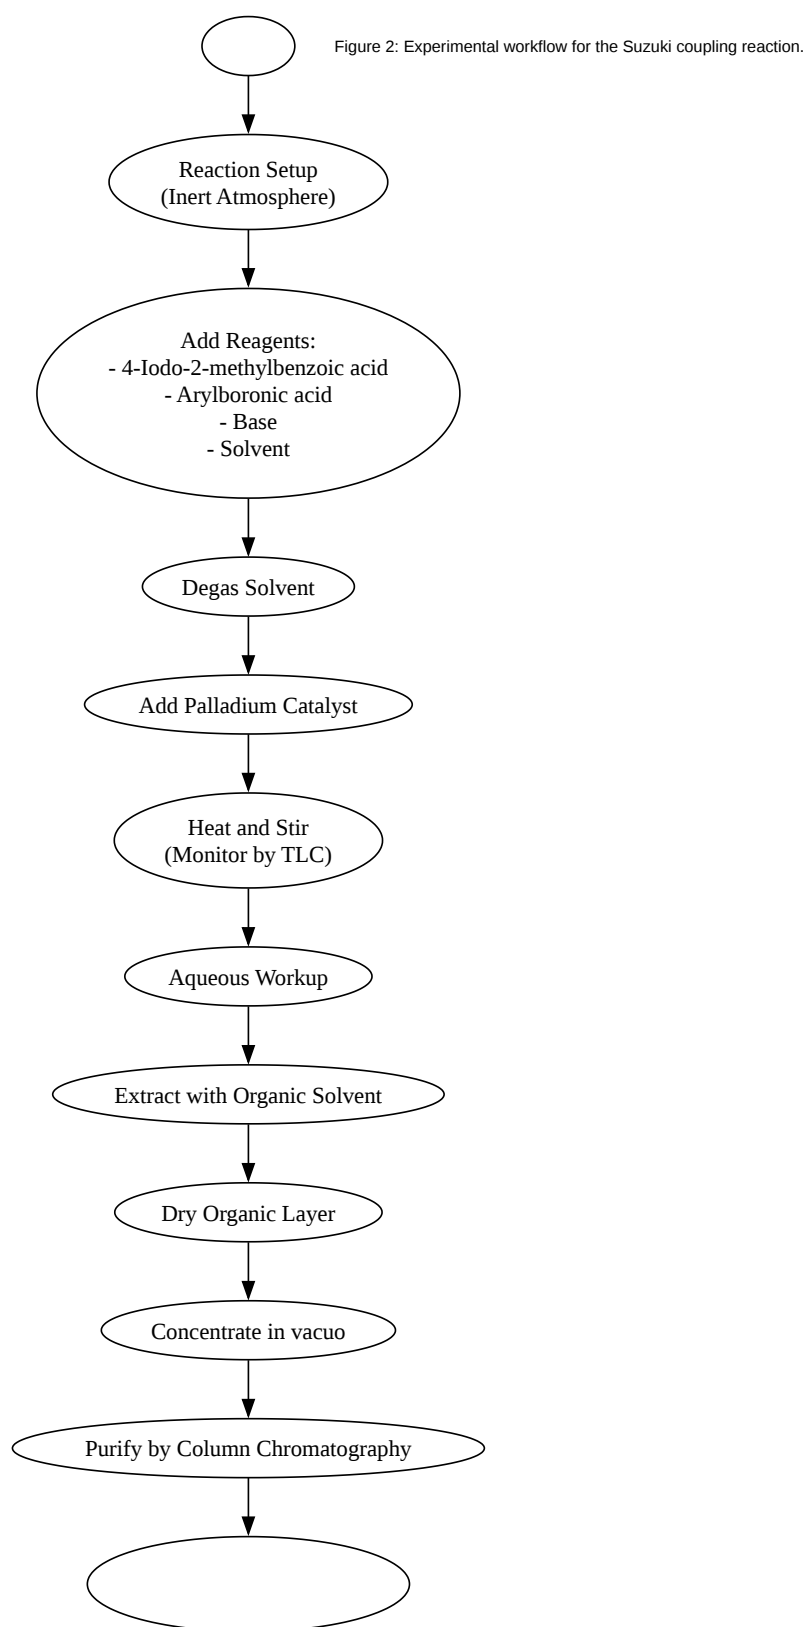 Figure 2: Experimental workflow for the Suzuki coupling reaction.
Reaction Setup
(Inert Atmosphere)
Add Reagents:
- 4-Iodo-2-methylbenzoic acid
- Arylboronic acid
- Base
- Solvent
Degas Solvent
Add Palladium Catalyst
Heat and Stir
(Monitor by TLC)
Aqueous Workup
Extract with Organic Solvent
Dry Organic Layer
Concentrate in vacuo
Purify by Column Chromatography